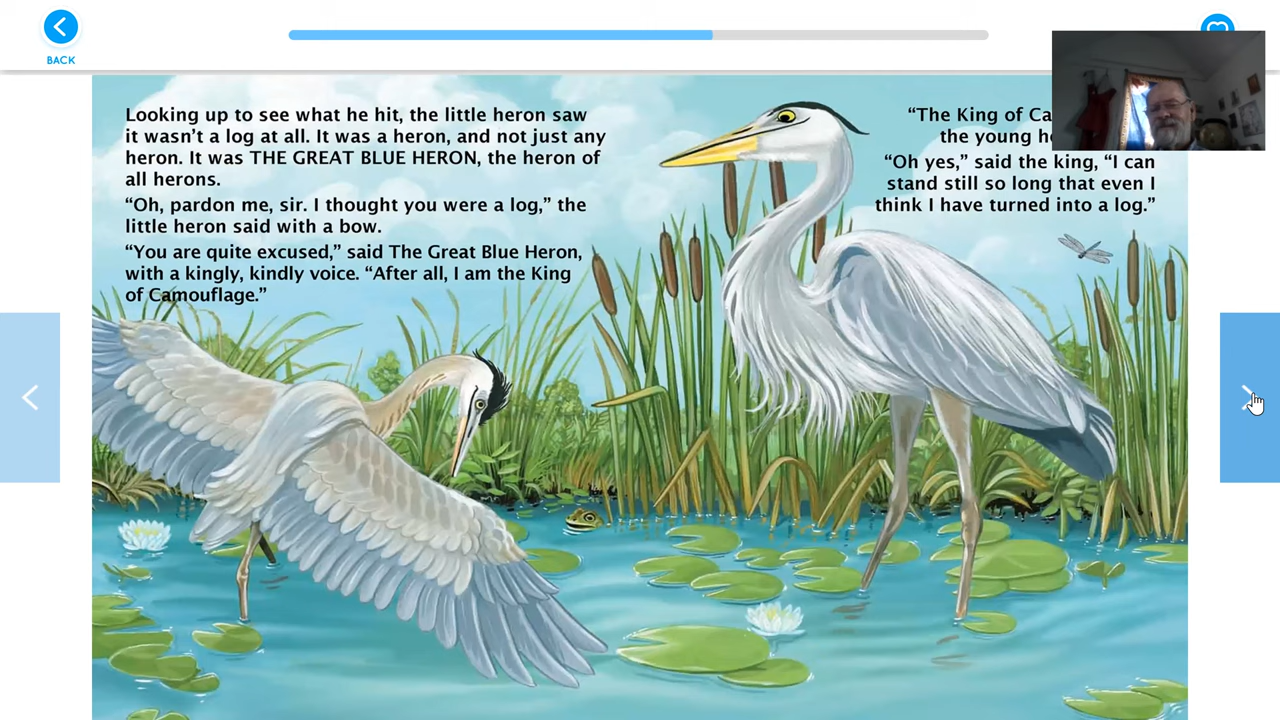 BACK
Looking up to see what he hit, the little heron saw
it wasn’t a log at all. It was a heron, and not just any
heron. It was THE GREAT BLUE HERON, the heron of
all herons.
“Oh, pardon me, sir. I thought you were a log,” the
little heron said with a bow.
“You are quite excused,” said The Great Blue Heron,
with a kingly, kindly voice. “After all, I am the King
of Camouflage.”
“The King of
the young
“Oh yes,” said the king, “I can
stand still so long that even I
think I have turned into a log.”